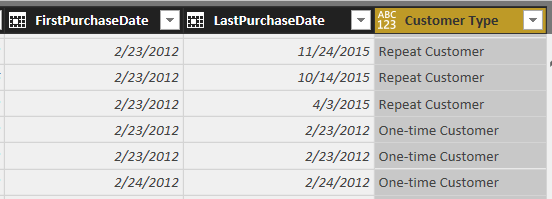 FirstPurchaseDate LastPurchaseDate ABC 123 Customer Type
2/23/2012 11/24/2015 Repeat Customer
2/23/2012 10/14/2015 Repeat Customer
2/23/2012 4/3/2015 Repeat Customer
2/23/2012 2/23/2012 One-time Customer
2/23/2012 2/23/2012 One-time Customer
2/24/2012 2/24/2012 One-time Customer